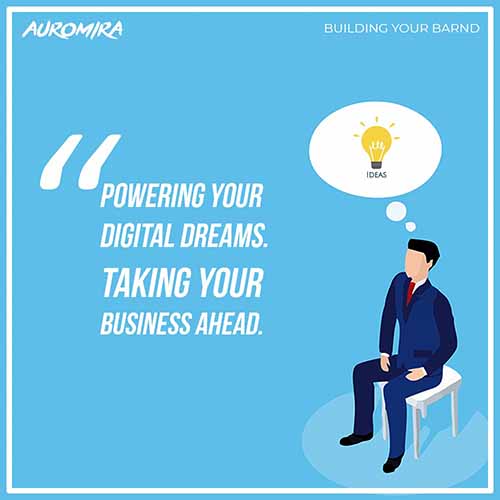 AUROMIRA
BUILDING YOUR BARND
“
POWERING YOUR
DIGITAL DREAMS.
TAKING YOUR
BUSINESS AHEAD.
IDEAS